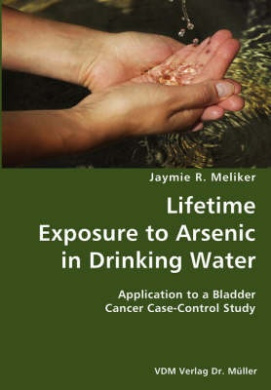 Jaymie R. Meliker
Lifetime
Exposure to Arsenic
in Drinking Water
Application to a Bladder
Cancer Case-Control Study
VDM Verlag Dr. Müller